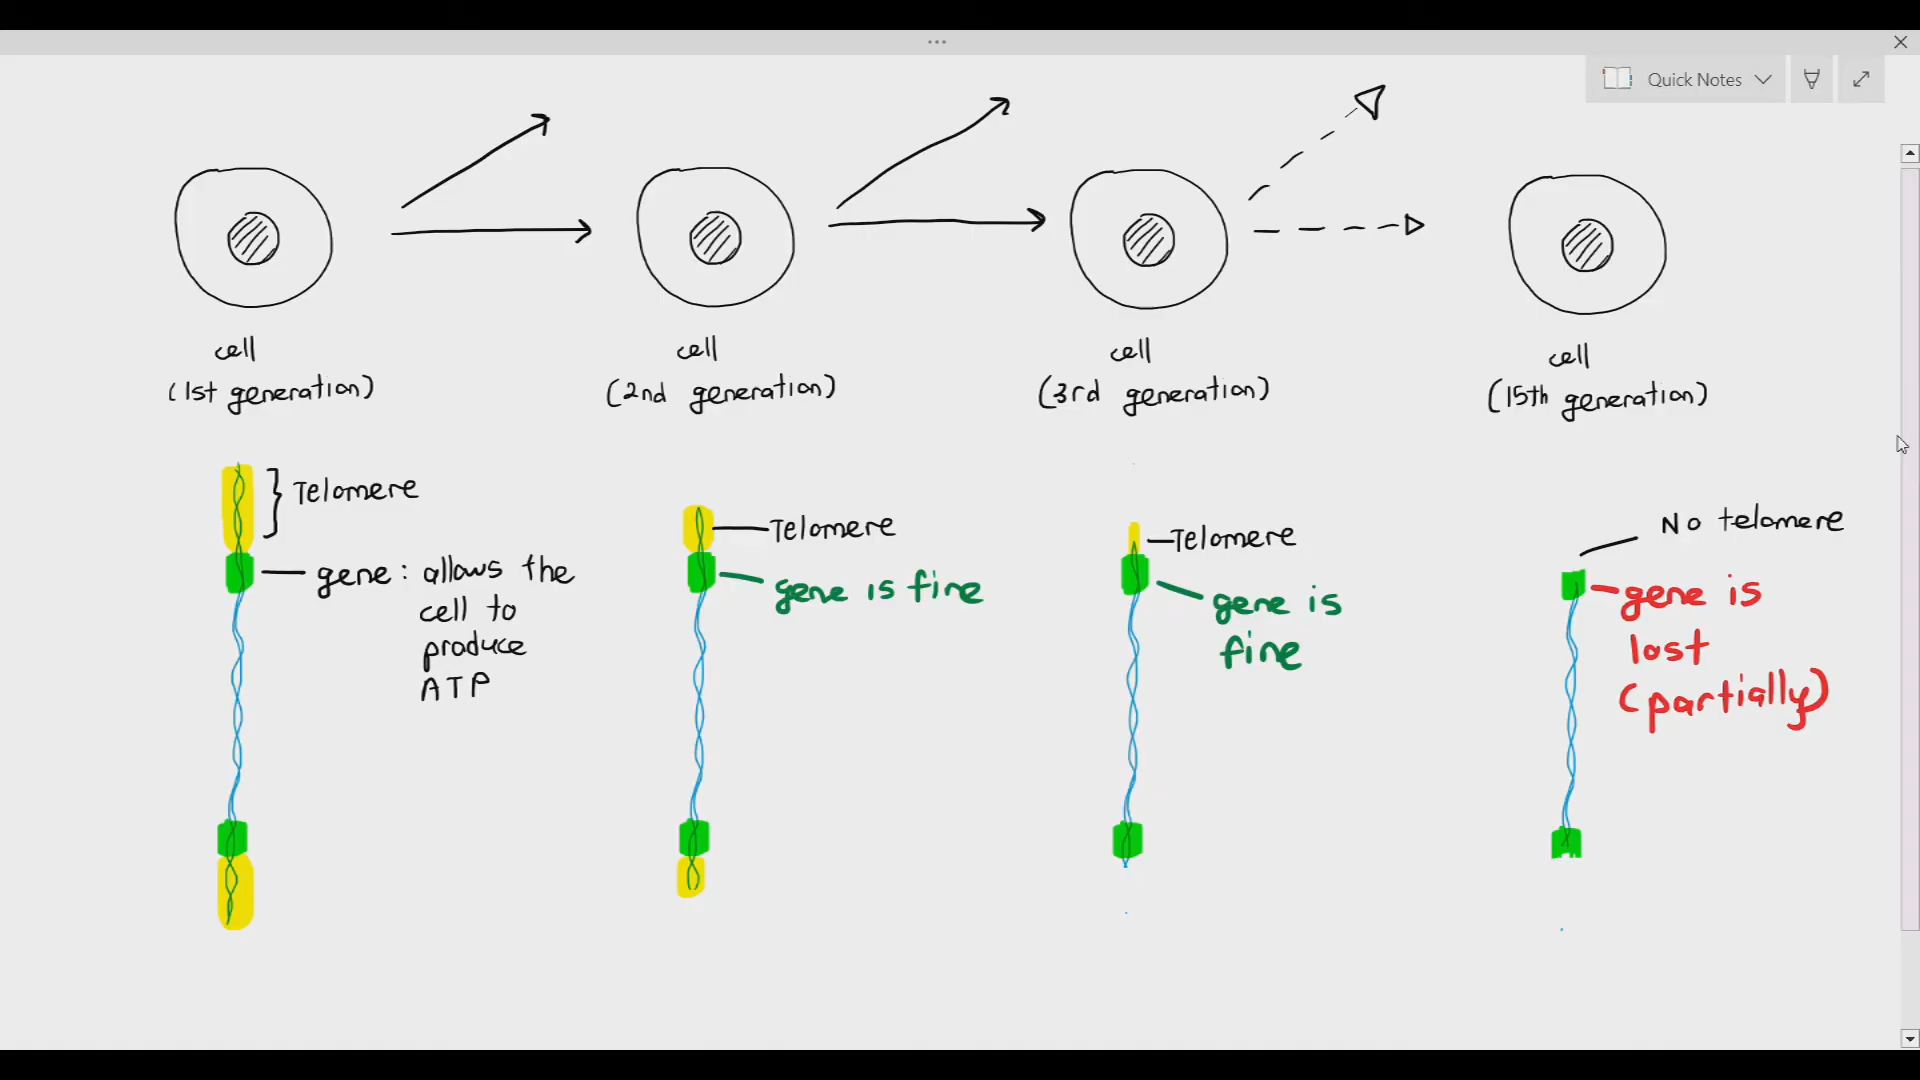 Quick Notes
cell
(1st generation)
cell
(2nd generation)
cell
(3rd generation)
cell
(15th generation)
Telomere
gene: allows the
cell to
produce
ATP
Telomere
gene is fine
Telomere
gene is
fine
No telomere
gene is
lost
(partially)